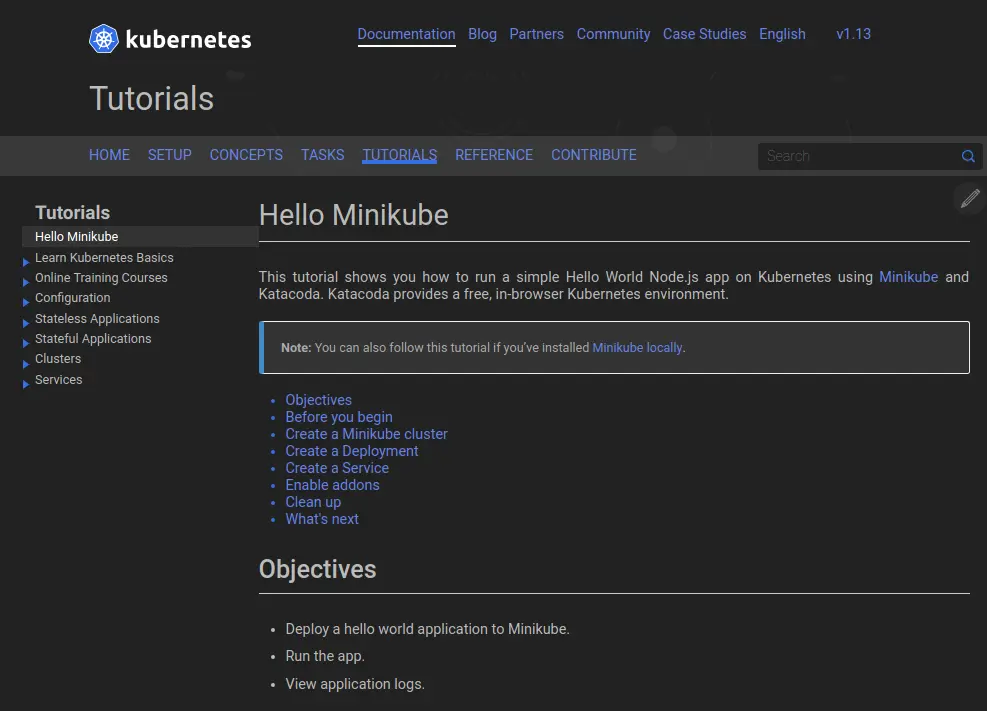 kubernetes
Documentation Blog Partners Community Case Studies English v1.13
Tutorials
HOME SETUP CONCEPTS TASKS TUTORIALS REFERENCE CONTRIBUTE Search
Tutorials
Hello Minikube
Learn Kubernetes Basics
Online Training Courses
Configuration
Stateless Applications
Stateful Applications
Clusters
Services
Hello Minikube
This tutorial shows you how to run a simple Hello World Node.js app on Kubernetes using Minikube and
Katacoda. Katacoda provides a free, in-browser Kubernetes environment.
Note: You can also follow this tutorial if you've installed Minikube locally.
Objectives
Before you begin
Create a Minikube cluster
Create a Deployment
Create a Service
Enable addons
Clean up
What's next
Objectives
Deploy a hello world application to Minikube.
Run the app.
View application logs.